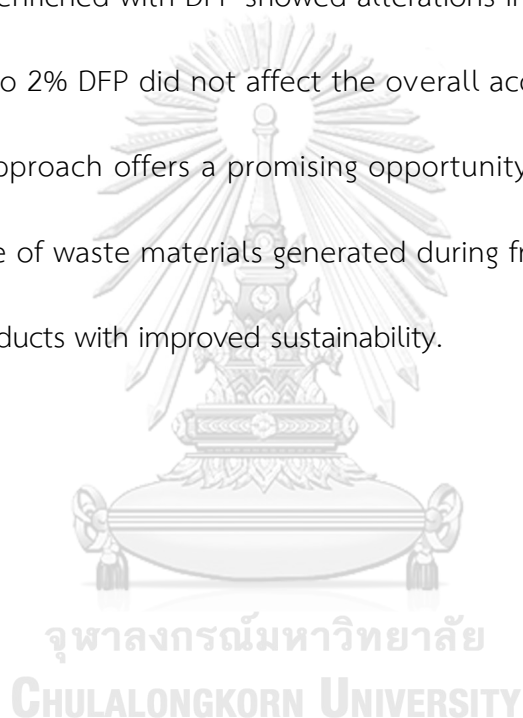 enriched with DFP showed alterations in
to 2% DFP did not affect the overall acc
pproach offers a promising opportunity
e of waste materials generated during fr
ducts with improved sustainability.
จุฬาลงกรณ์มหาวิทยาลัย
CHULALONGKORN UNIVERSITY